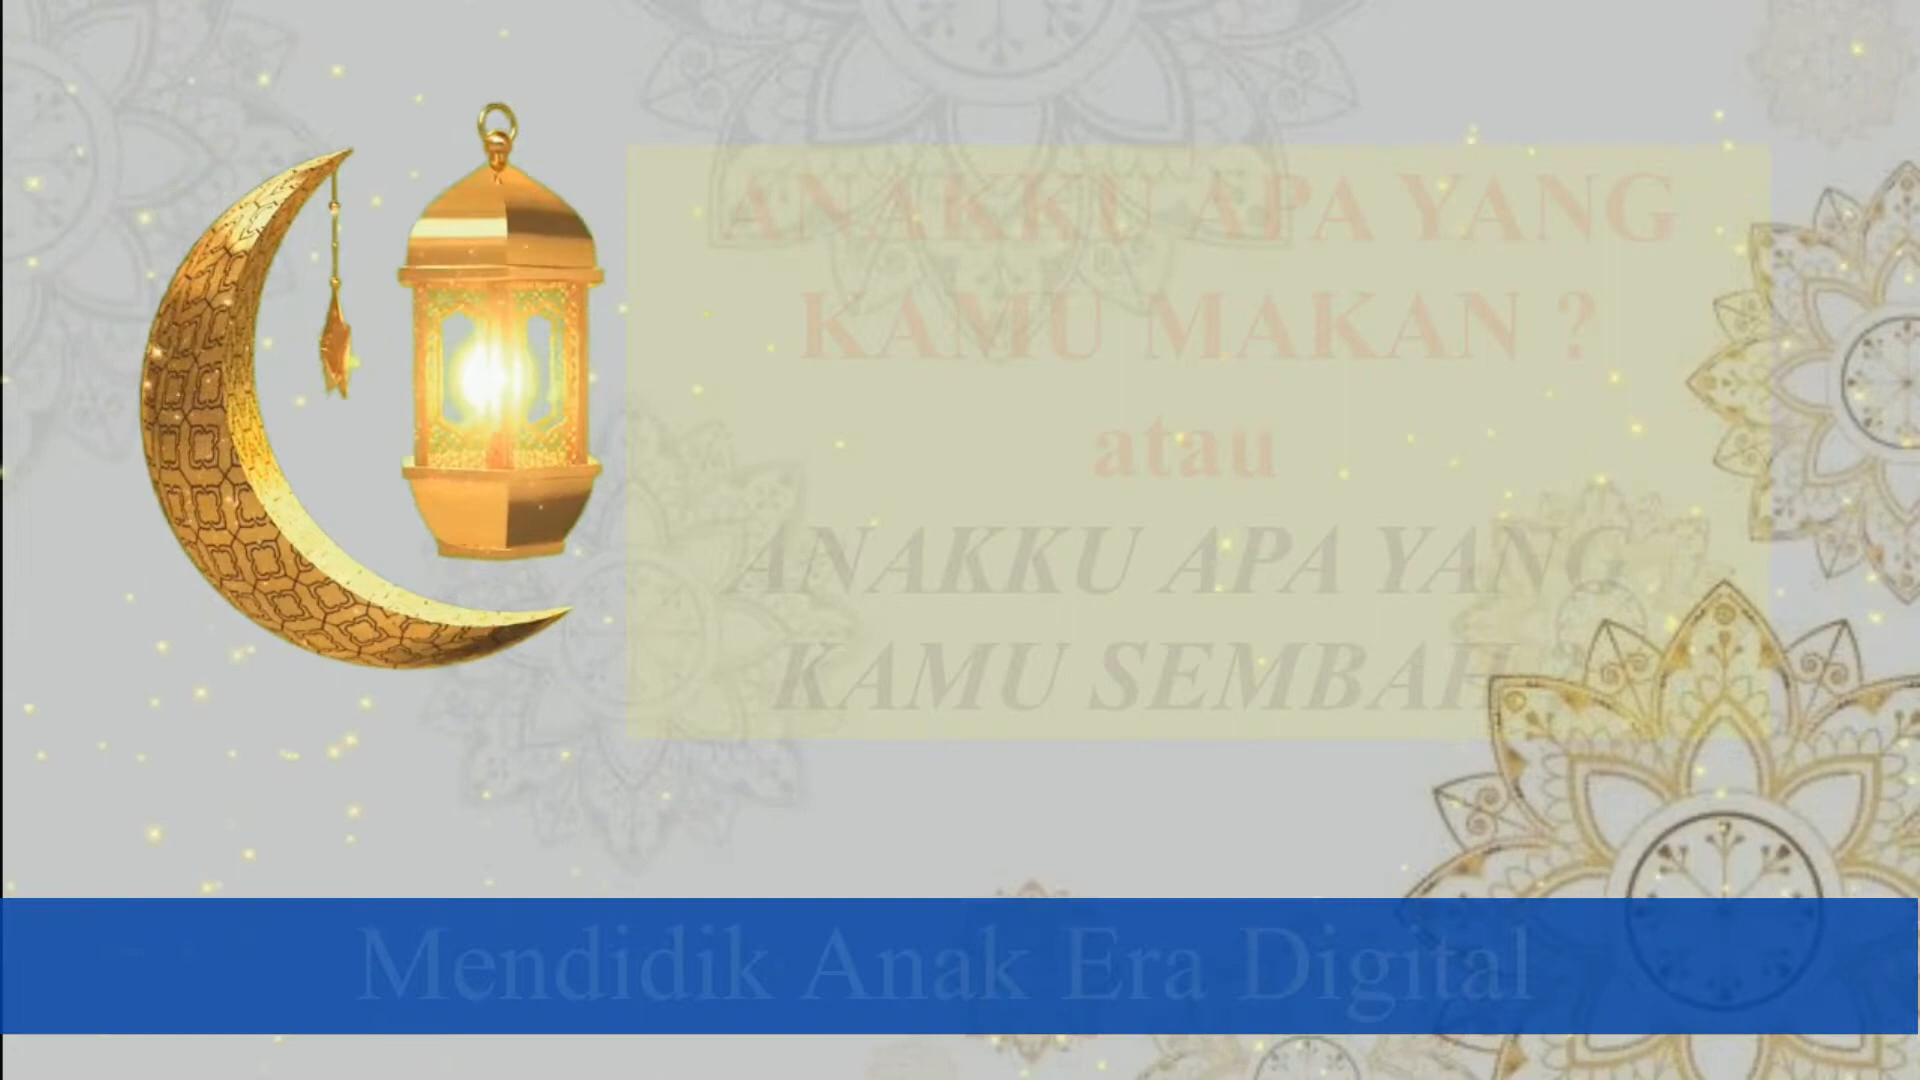 ANAKKU APA YANG
KAMU MAKAN ?
atau
ANAKKU APA YANG
KAMU SEMBAH ?
Mendidik Anak Era Digital